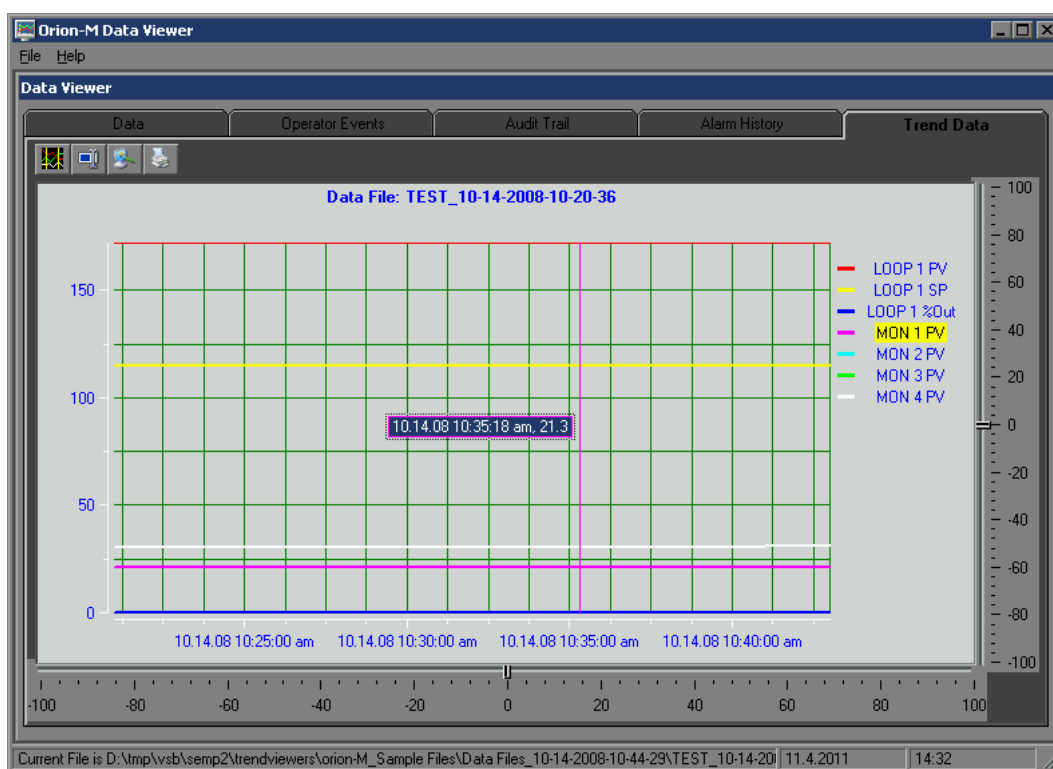 Orion-M Data Viewer
File Help
Data Viewer
Data Operator Events Audit Trail Alarm History Trend Data
Data File: TEST_10-14-2008-10-20-36
150
100
50
0
10.14.08 10:35:18 am, 21.3
10.14.08 10:25:00 am 10.14.08 10:30:00 am 10.14.08 10:35:00 am 10.14.08 10:40:00 am
LOOP 1 PV
LOOP 1 SP
LOOP 1 %Out
MON 1 PV
MON 2 PV
MON 3 PV
MON 4 PV
100
80
60
40
20
0
-20
-40
-60
-80
-100
-100 -80 -60 -40 -20 0 20 40 60 80 100
Current File is D:\tmp\vsb\semp2\trendviewers\orion-M_Sample Files\Data Files_10-14-2008-10-44-29\TEST_10-14-20 11.4.2011 14:32